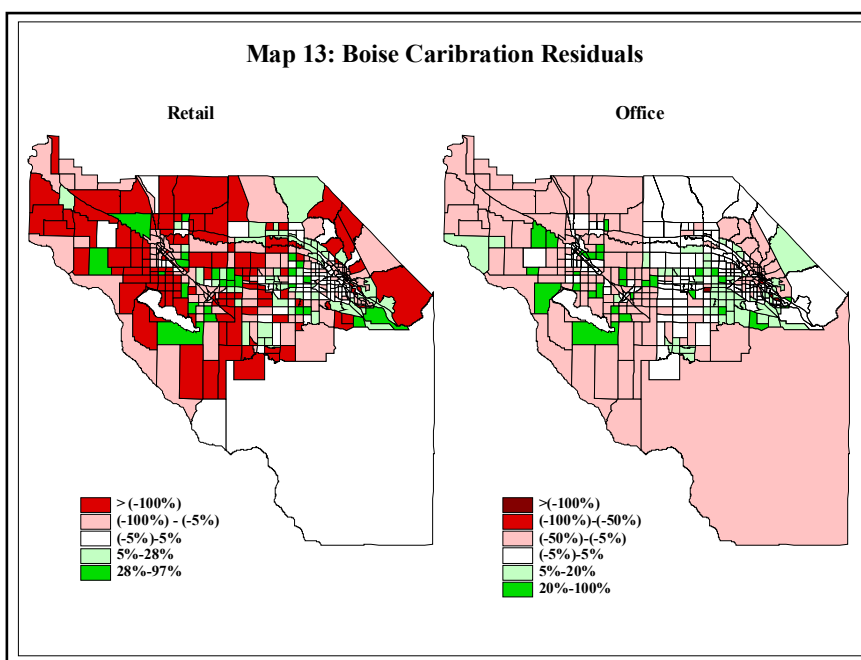 Map 13: Boise Caribration Residuals
Retail
Office
> (-100%)
(-100%) - (-5%)
(-5%)-5%
5%-28%
28%-97%
>(-100%)
(-100%)-(-50%)
(-50%)-(-5%)
(-5%)-5%
5%-20%
20%-100%